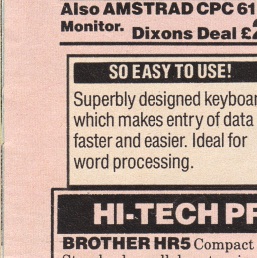 Also AMSTRAD CPC 61
Monitor. Dixons Deal £
SO EASY TO USE!
Superbly designed keyboar
which makes entry of data
faster and easier. Ideal for
word processing.
HI-TECH PR
BROTHER HR5 Compact